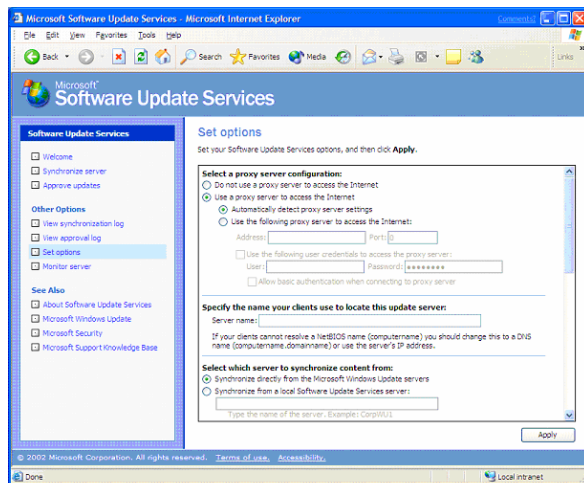 Microsoft Software Update Services - Microsoft Internet Explorer
Comments?
File Edit View Favorites Tools Help
Back Search Favorites Media Links
Microsoft
Software Update Services
Software Update Services
Welcome
Synchronize server
Approve updates
Other Options
View synchronization log
View approval log
Set options
Monitor server
See Also
About Software Update Services
Microsoft Windows Update
Microsoft Security
Microsoft Support Knowledge Base
Set options
Set your Software Update Services options, and then click Apply.
Select a proxy server configuration:
Do not use a proxy server to access the Internet
Use a proxy server to access the Internet
Automatically detect proxy server settings
Use the following proxy server to access the Internet:
Address: Port: 0
Use the following user credentials to access the proxy server:
User: Password: ••••••••
Allow basic authentication when connecting to proxy server
Specify the name your clients use to locate this update server:
Server name:
If your clients cannot resolve a NetBIOS name (computername) you should change this to a DNS
name (computername.domainname) or use the server's IP address.
Select which server to synchronize content from:
Synchronize directly from the Microsoft Windows Update servers
Synchronize from a local Software Update Services server:
Type the name of the server. Example: CorpWU1
Apply
© 2002 Microsoft Corporation. All rights reserved. Terms of use. Accessibility.
Done Local intranet